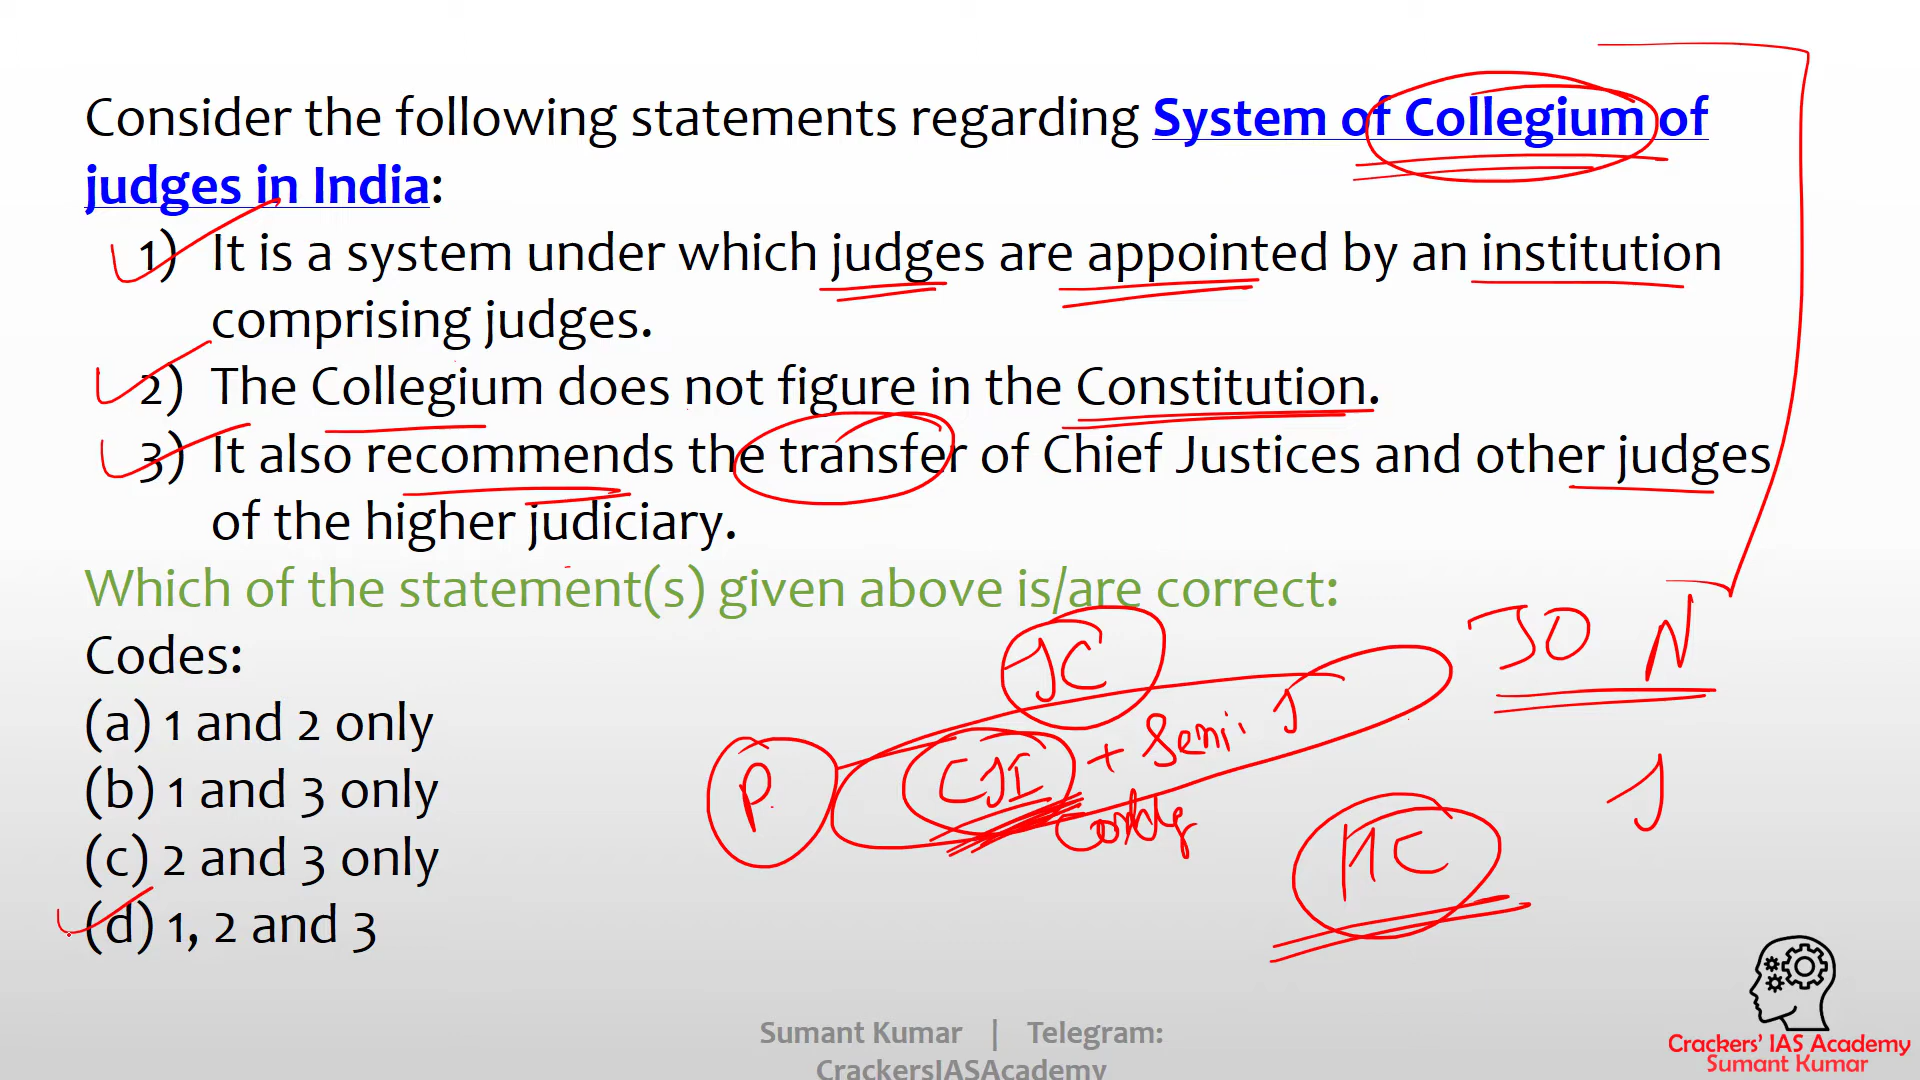 Consider the following statements regarding System of Collegium of
judges in India:
1) It is a system under which judges are appointed by an institution
comprising judges.
2) The Collegium does not figure in the Constitution.
3) It also recommends the transfer of Chief Justices and other judges
of the higher judiciary.
Which of the statement(s) given above is/are correct:
Codes:
(a) 1 and 2 only
(b) 1 and 3 only
(c) 2 and 3 only
(d) 1, 2 and 3
30 N
JC
P
CJI + Seni. J
J
HC
Sumant Kumar | Telegram:
CrackersIASAcademy
Crackers' IAS Academy
Sumant Kumar